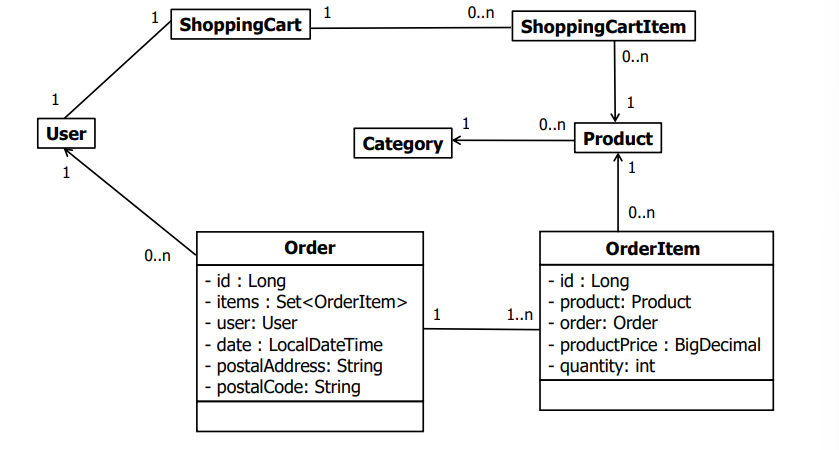 1
ShoppingCart
1
0..n
ShoppingCartItem
0..n
1
1
User
1
Category
1
0..n
Product
1
0..n
0..n
Order
- id : Long
- items : Set<OrderItem>
- user: User
- date : LocalDateTime
- postalAddress: String
- postalCode: String
1
1..n
OrderItem
- id : Long
- product: Product
- order: Order
- productPrice : BigDecimal
- quantity: int